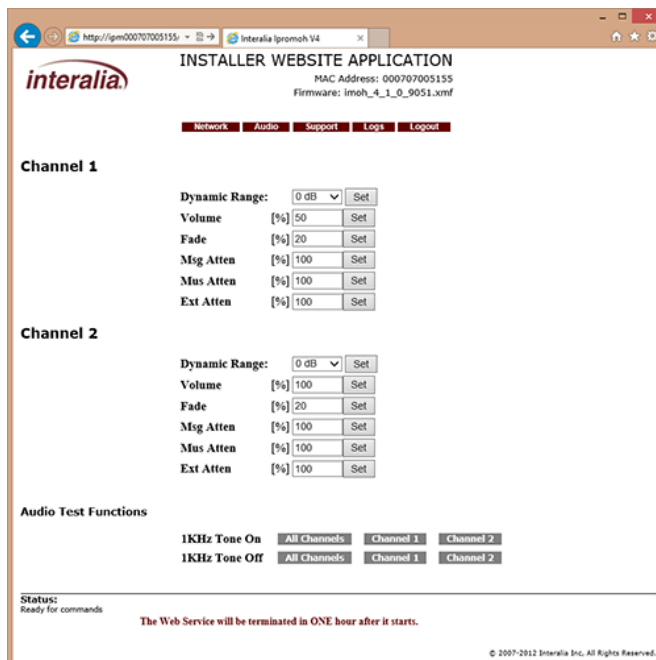 http://ipm000707005155/
Interalia Ipromoh V4
interalia
INSTALLER WEBSITE APPLICATION
MAC Address: 000707005155
Firmware: imoh_4_1_0_9051.xmf
Network Audio Support Logs Logout
Channel 1
Dynamic Range: 0 dB Set
Volume [%] 50 Set
Fade [%] 20 Set
Msg Atten [%] 100 Set
Mus Atten [%] 100 Set
Ext Atten [%] 100 Set
Channel 2
Dynamic Range: 0 dB Set
Volume [%] 100 Set
Fade [%] 20 Set
Msg Atten [%] 100 Set
Mus Atten [%] 100 Set
Ext Atten [%] 100 Set
Audio Test Functions
1KHz Tone On All Channels Channel 1 Channel 2
1KHz Tone Off All Channels Channel 1 Channel 2
Status:
Ready for commands
The Web Service will be terminated in ONE hour after it starts.
© 2007-2012 Interalia Inc, All Rights Reserved.